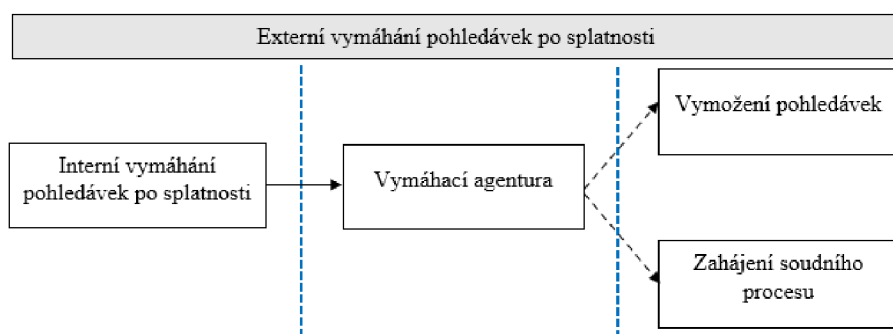 Externí vymáhání pohledávek po splatnosti
Interní vymáhání
pohledávek po splatnosti
Vymáhací agentura
Vymožení pohledávek
Zahájení soudního
procesu